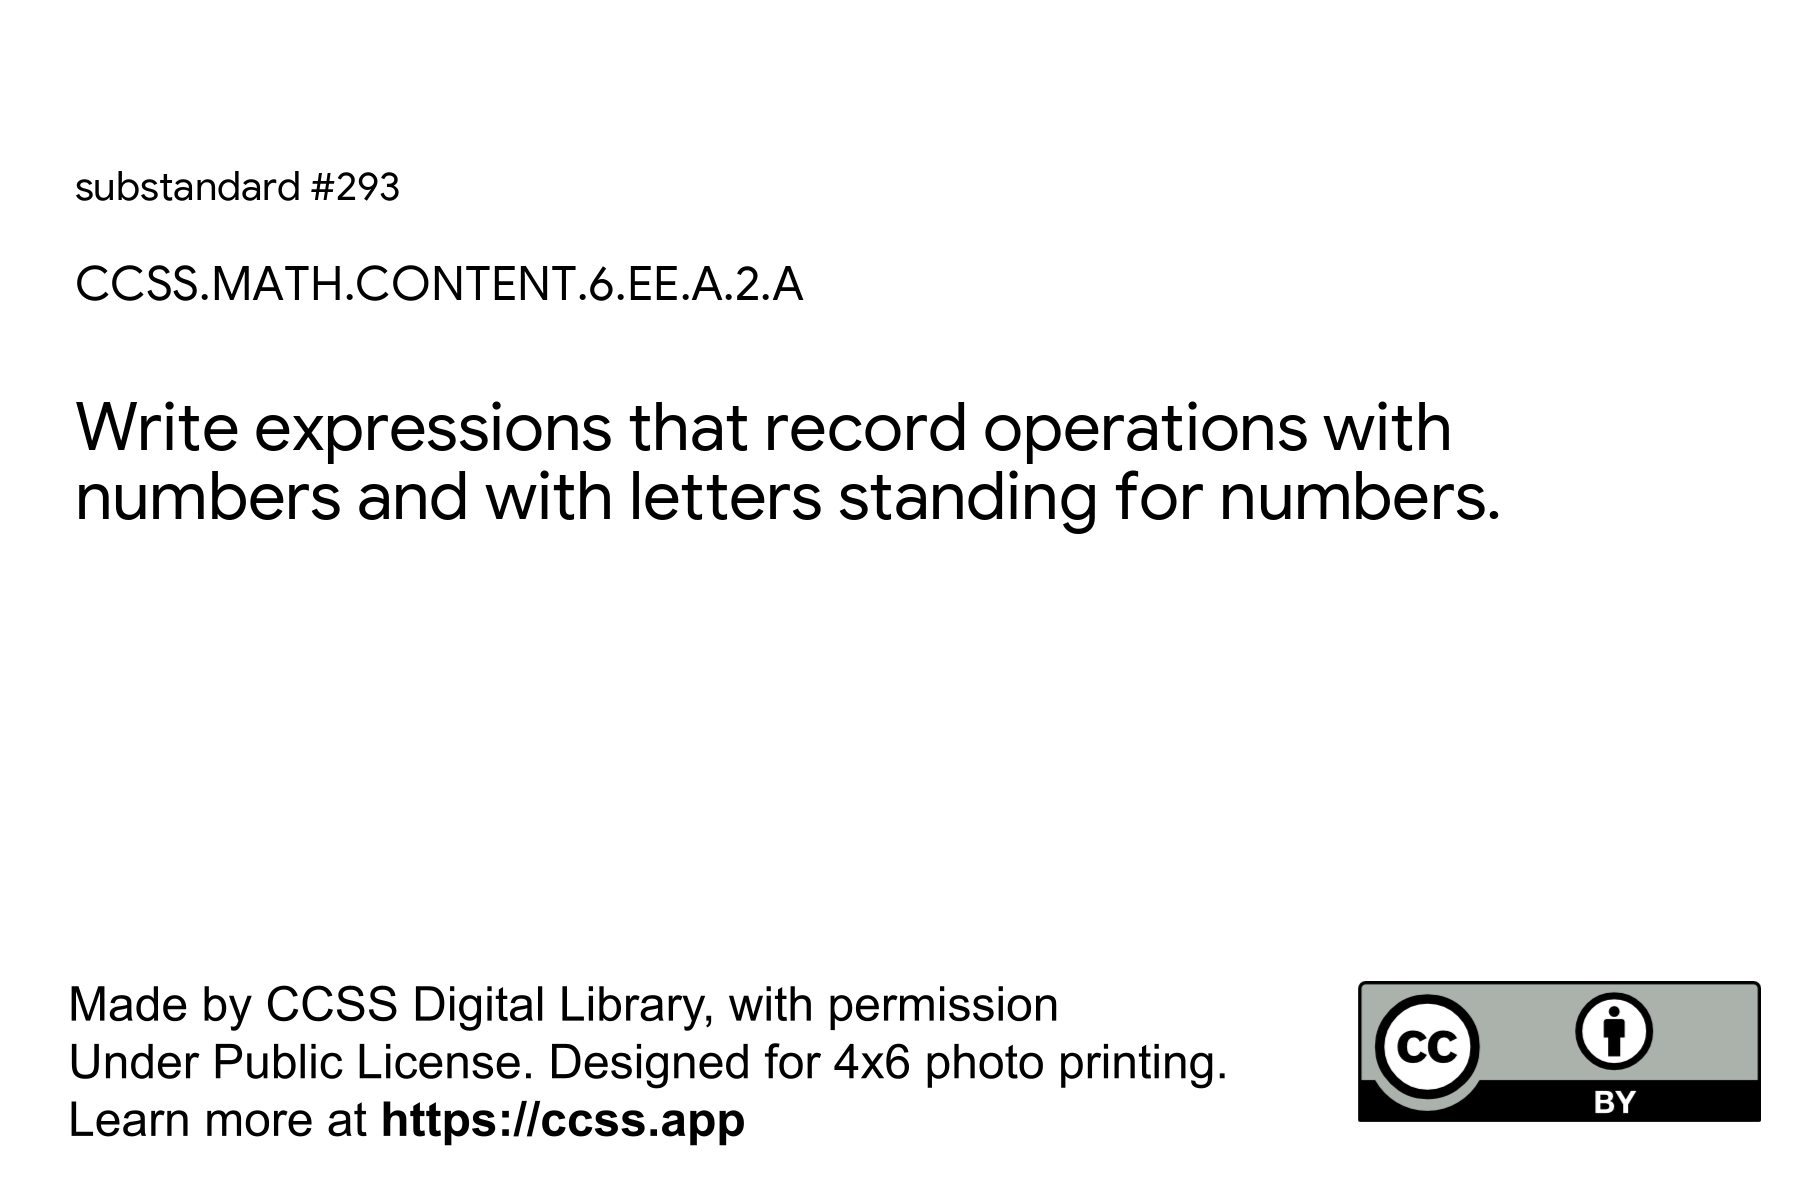 substandard #293
CCSS.MATH.CONTENT.6.EE.A.2.A
Write expressions that record operations with
numbers and with letters standing for numbers.
Made by CCSS Digital Library, with permission
Under Public License. Designed for 4x6 photo printing.
Learn more at https://ccss.app
CC
BY